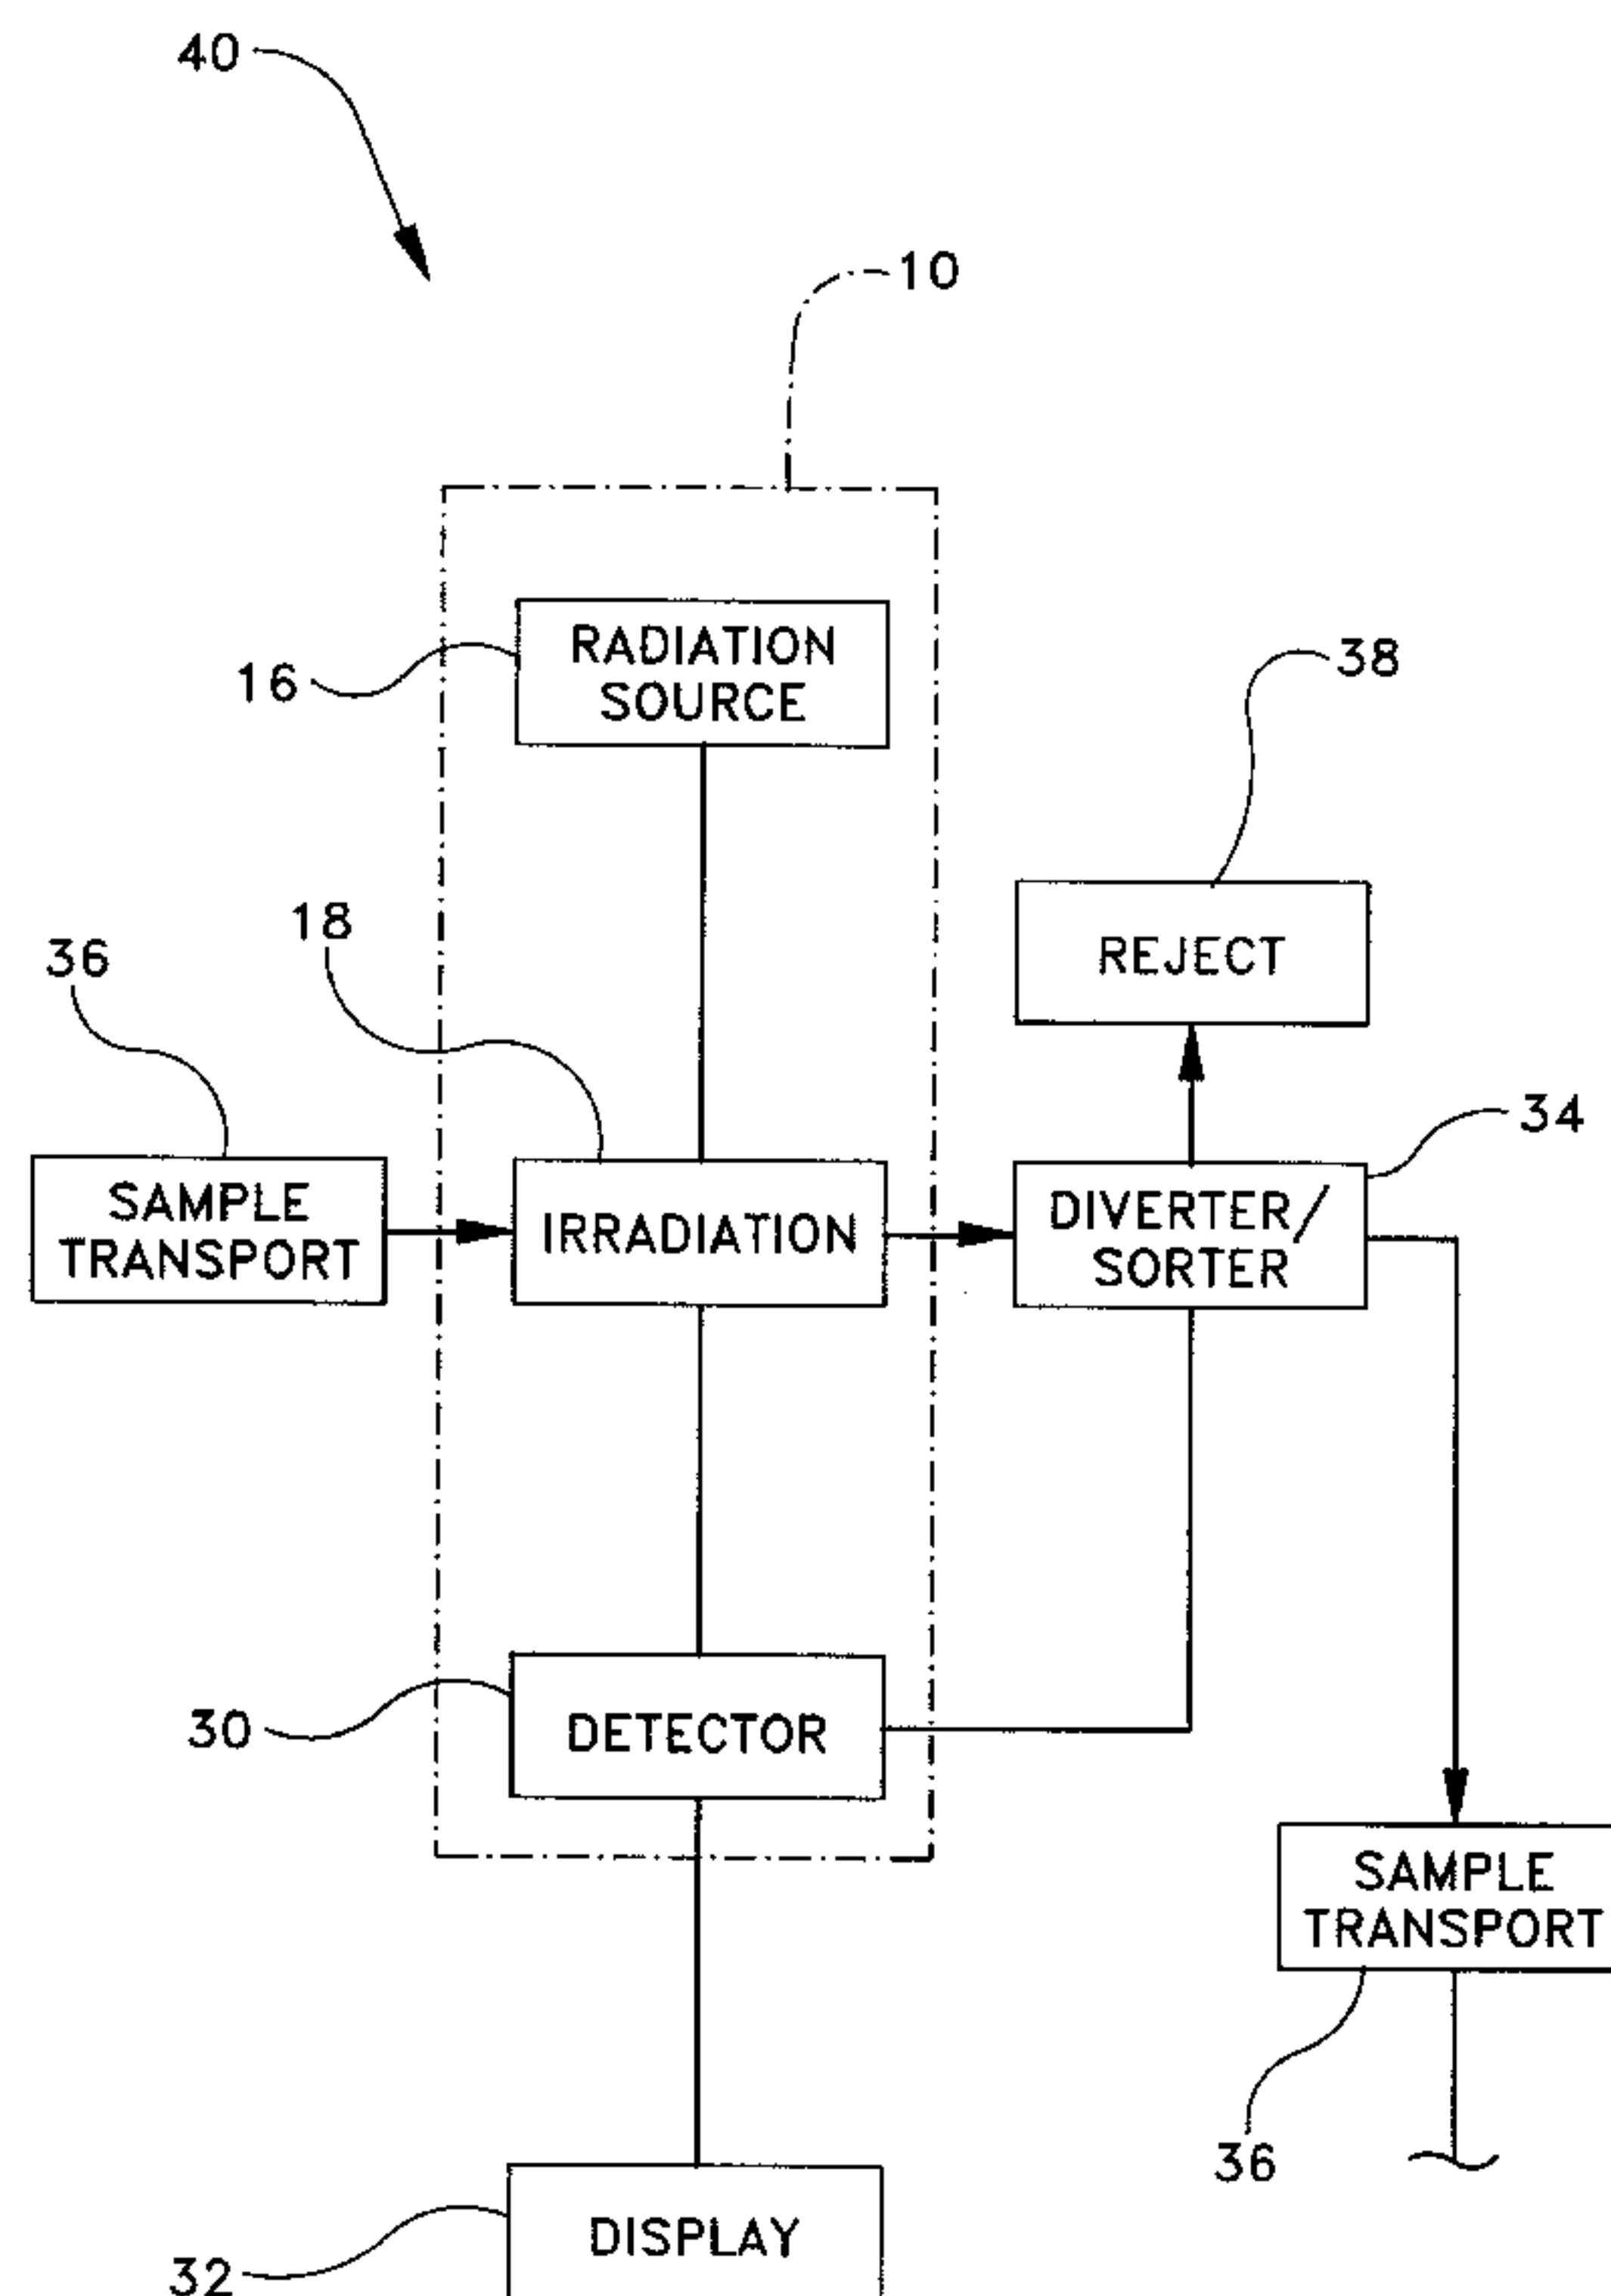 40
10
RADIATION
SOURCE
16
38
REJECT
18
36
34
SAMPLE
TRANSPORT
IRRADIATION
DIVERTER/
SORTER
30
DETECTOR
SAMPLE
TRANSPORT
36
DISPLAY
32